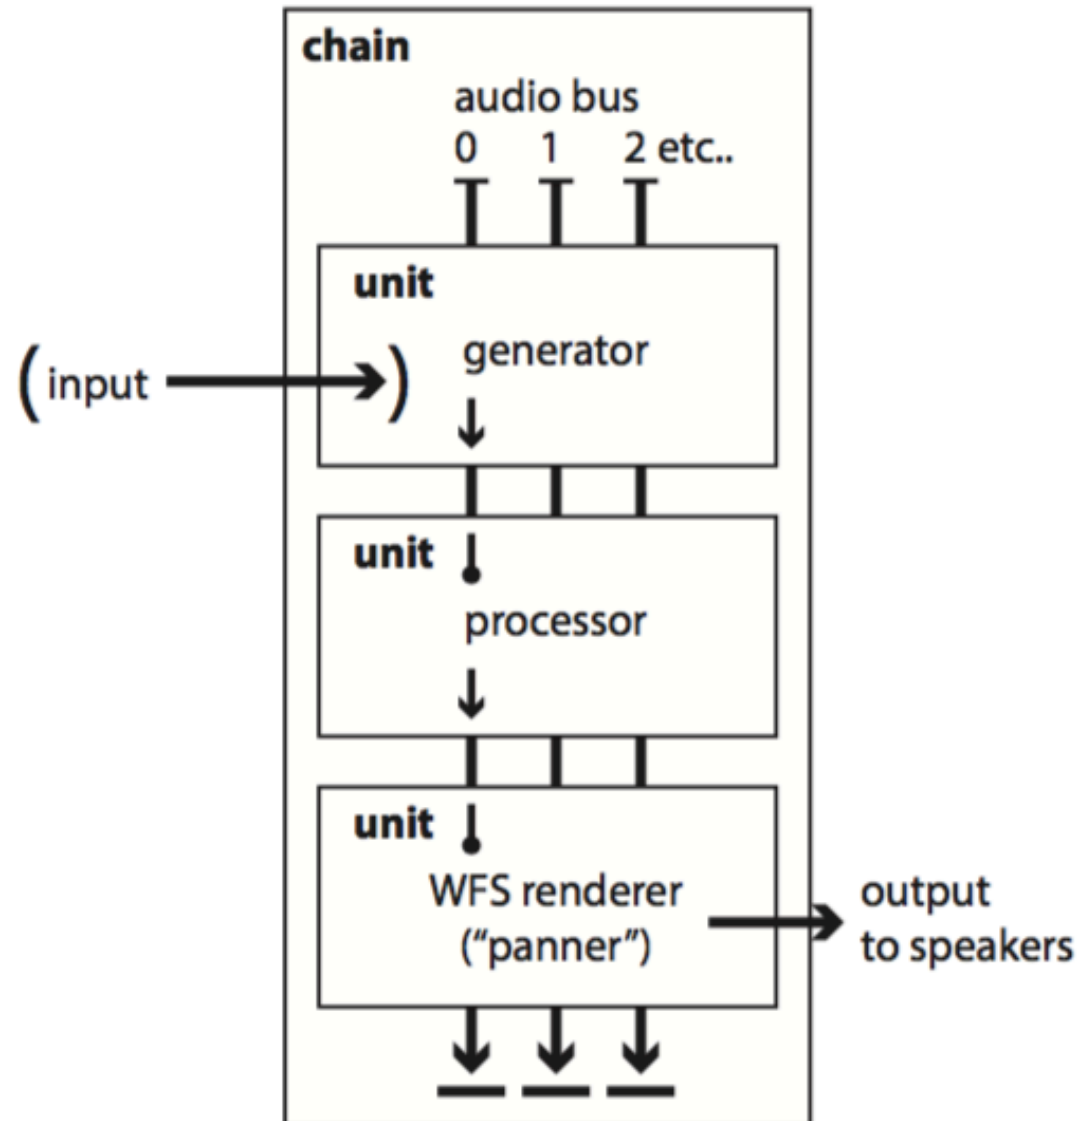 chain
audio bus
0 1 2 etc..
unit
generator
(input )
unit
processor
unit
WFS renderer
(“panner”)
output
to speakers